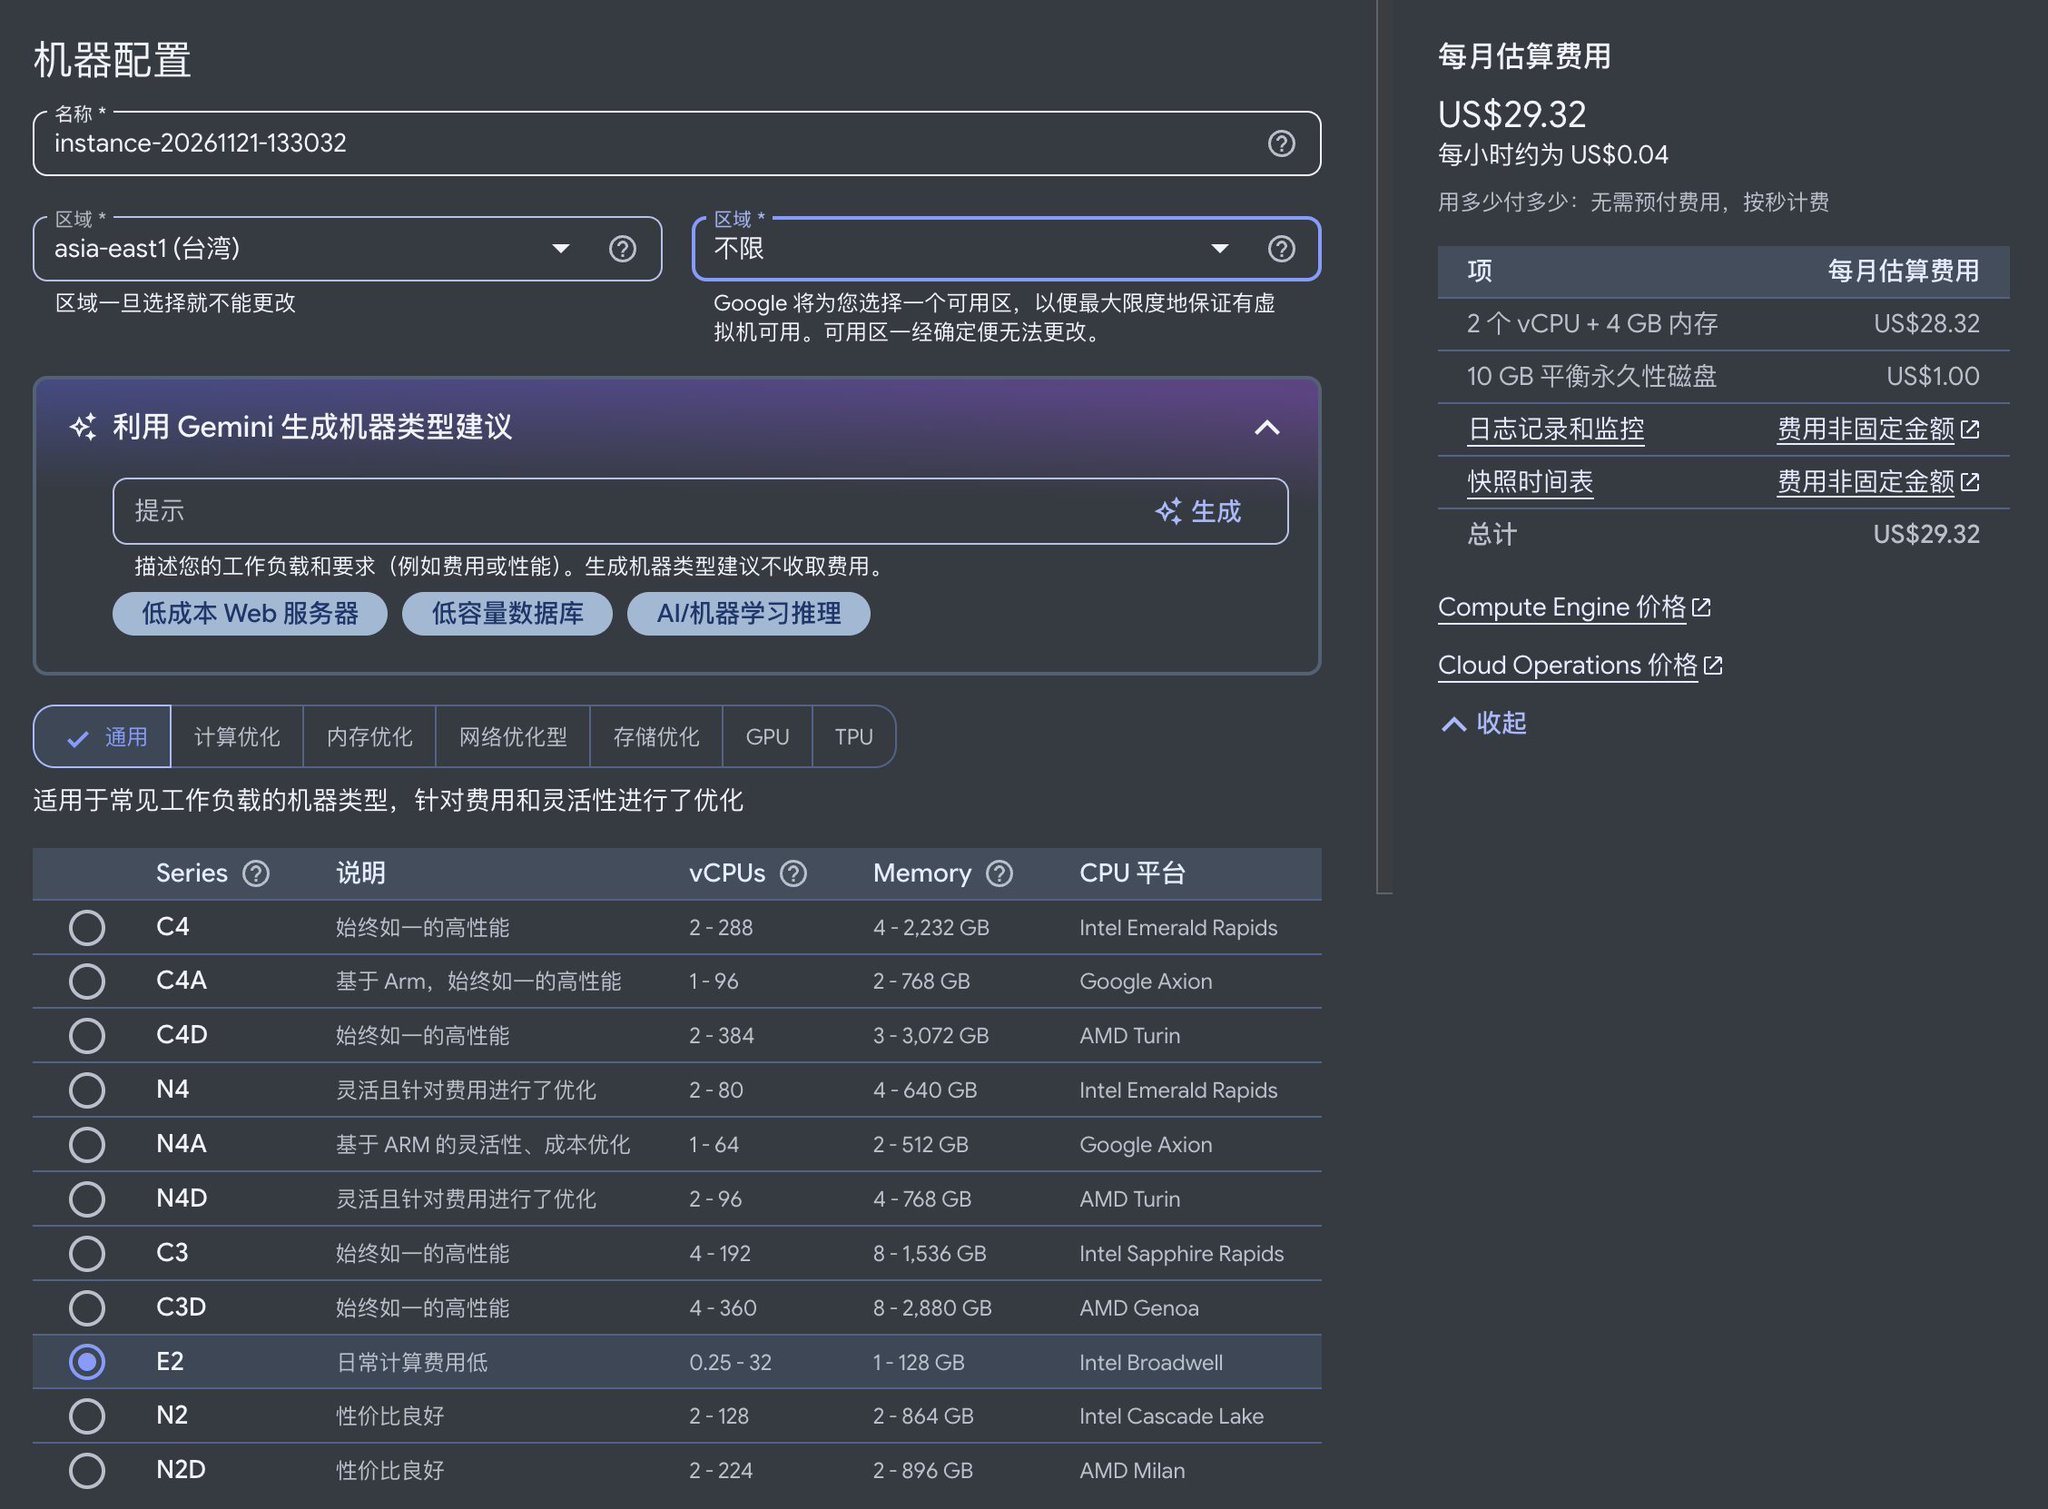 机器配置
名称 *
instance-20261121-133032
区域 *
asia-east1 (台湾)
区域一旦选择就不能更改
区域 *
不限
Google 将为您选择一个可用区，以便最大限度地保证有虚
拟机可用。可用区一经确定便无法更改。
利用 Gemini 生成机器类型建议
提示
生成
描述您的工作负载和要求（例如费用或性能）。生成机器类型建议不收取费用。
低成本 Web 服务器 低容量数据库 AI/机器学习推理
通用 计算优化 内存优化 网络优化型 存储优化 GPU TPU
适用于常见工作负载的机器类型，针对费用和灵活性进行了优化
Series 说明 vCPUs Memory CPU 平台
C4 始终如一的高性能 2 - 288 4 - 2,232 GB Intel Emerald Rapids
C4A 基于 Arm，始终如一的高性能 1 - 96 2 - 768 GB Google Axion
C4D 始终如一的高性能 2 - 384 3 - 3,072 GB AMD Turin
N4 灵活且针对费用进行了优化 2 - 80 4 - 640 GB Intel Emerald Rapids
N4A 基于 ARM 的灵活性、成本优化 1 - 64 2 - 512 GB Google Axion
N4D 灵活且针对费用进行了优化 2 - 96 4 - 768 GB AMD Turin
C3 始终如一的高性能 4 - 192 8 - 1,536 GB Intel Sapphire Rapids
C3D 始终如一的高性能 4 - 360 8 - 2,880 GB AMD Genoa
E2 日常计算费用低 0.25 - 32 1 - 128 GB Intel Broadwell
N2 性价比良好 2 - 128 2 - 864 GB Intel Cascade Lake
N2D 性价比良好 2 - 224 2 - 896 GB AMD Milan
每月估算费用
US$29.32
每小时约为 US$0.04
用多少付多少：无需预付费用，按秒计费
项 每月估算费用
2 个 vCPU + 4 GB 内存 US$28.32
10 GB 平衡永久性磁盘 US$1.00
日志记录和监控 费用非固定金额
快照时间表 费用非固定金额
总计 US$29.32
Compute Engine 价格
Cloud Operations 价格
收起